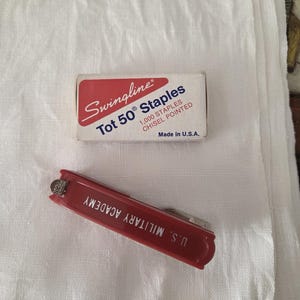 Swingline®
Tot 50® Staples
1,000 STAPLES
CHISEL POINTED
Made in U.S.A.
U.S. MILITARY ACADEMY